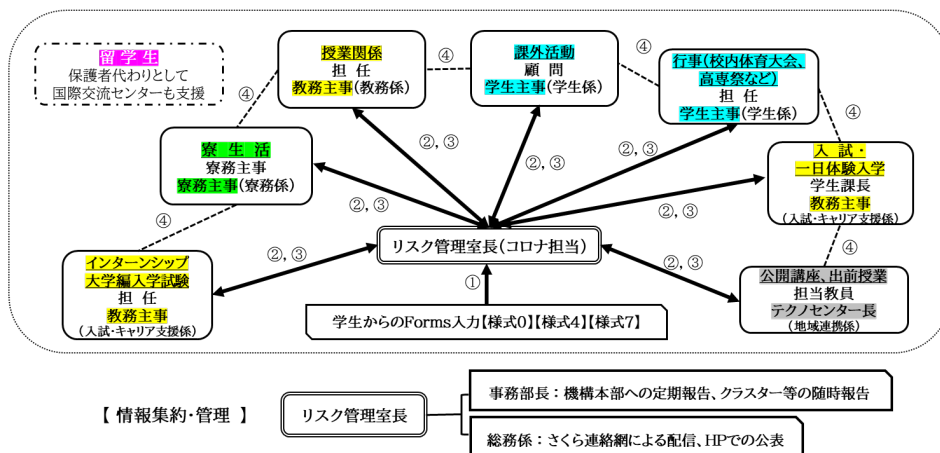 留 学 生
保護者代わりとして
国際交流センターも支援
授業関係
担 任
教務主事(教務係)
④
課外活動
顧 問
学生主事(学生係)
④
行事(校内体育大会、
高専祭など)
担 任
学生主事(学生係)
④
④
寮 生 活
寮務主事
寮務主事(寮務係)
②, ③
②, ③
②, ③
入 試・
一日体験入学
学生課長
教務主事
(入試・キャリア支援係)
②, ③
②, ③
④
④
インターンシップ
大学編入学試験
担 任
教務主事
(入試・キャリア支援係)
②, ③
リスク管理室長(コロナ担当)
②, ③
公開講座、出前授業
担当教員
テクノセンター長
(地域連携係)
①
学生からのForms入力【様式0】【様式4】【様式7】
【 情報集約・管理 】
リスク管理室長
事務部長:機構本部への定期報告、クラスター等の随時報告
総務係:さくら連絡網による配信、HPでの公表